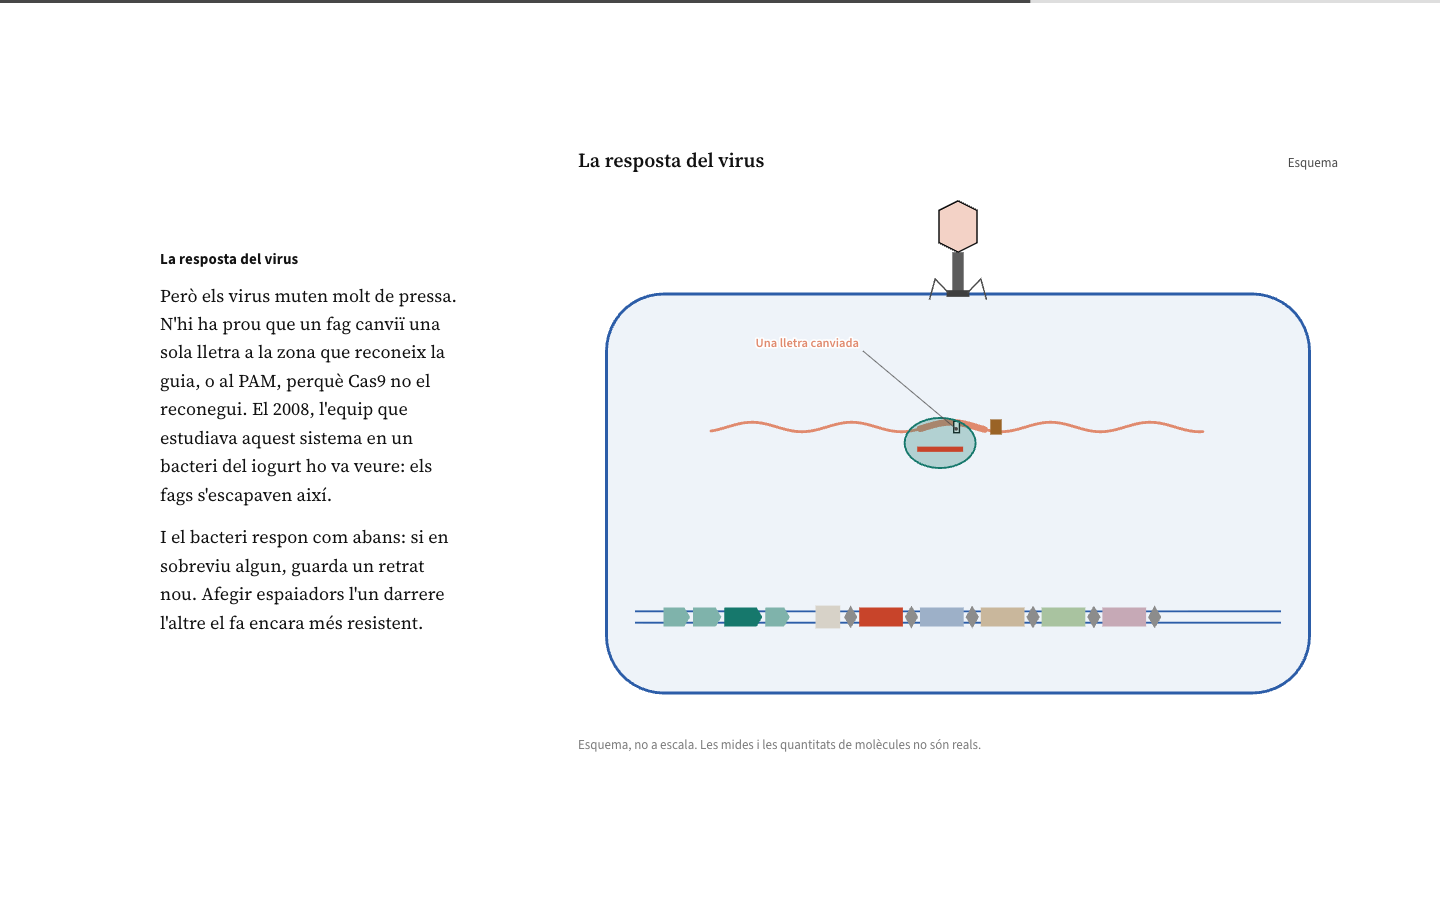 La resposta del virus
Esquema
La resposta del virus
Però els virus muten molt de pressa.
N'hi ha prou que un fag canviï una
sola lletra a la zona que reconeix la
guia, o al PAM, perquè Cas9 no el
reconegui. El 2008, l'equip que
estudiava aquest sistema en un
bacteri del iogurt ho va veure: els
fags s'escapaven així.
I el bacteri respon com abans: si en
sobreviu algun, guarda un retrat
nou. Afegir espaiadors l'un darrere
l'altre el fa encara més resistent.
Una lletra canviada
Esquema, no a escala. Les mides i les quantitats de molècules no són reals.